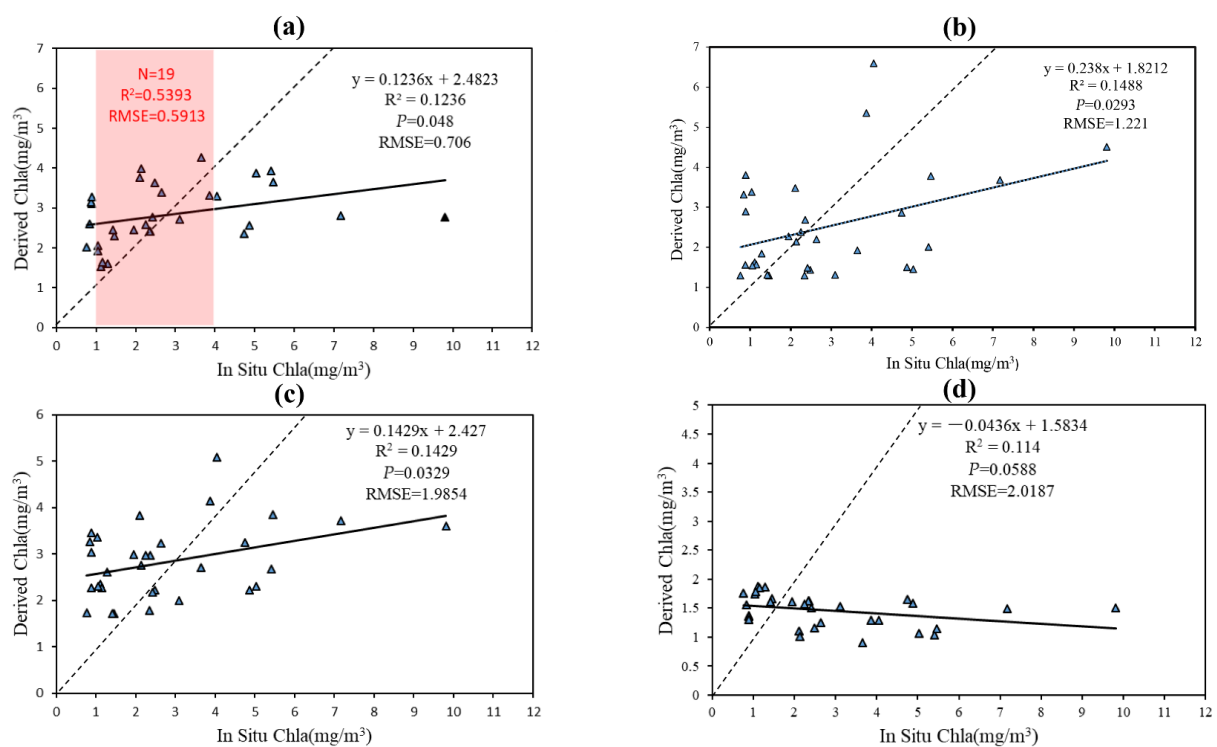 (a)
7
6
5
4
3
2
1
0
Derived Chla(mg/m³)
N=19
R²=0.5393
RMSE=0.5913
y = 0.1236x + 2.4823
R² = 0.1236
P=0.048
RMSE=0.706
0 1 2 3 4 5 6 7 8 9 10 11 12
In Situ Chla(mg/m³)
(b)
7
6
5
4
3
2
1
0
Derived Chla(mg/m³)
y = 0.238x + 1.8212
R² = 0.1488
P=0.0293
RMSE=1.221
0 1 2 3 4 5 6 7 8 9 10 11 12
In Situ Chla(mg/m³)
(c)
6
5
4
3
2
1
0
Derived Chla(mg/m³)
y = 0.1429x + 2.427
R² = 0.1429
P=0.0329
RMSE=1.9854
0 1 2 3 4 5 6 7 8 9 10 11 12
In Situ Chla(mg/m³)
(d)
5
4.5
4
3.5
3
2.5
2
1.5
1
0.5
0
Derived Chla(mg/m³)
y = －0.0436x + 1.5834
R² = 0.114
P=0.0588
RMSE=2.0187
0 1 2 3 4 5 6 7 8 9 10 11 12
In Situ Chla(mg/m³)